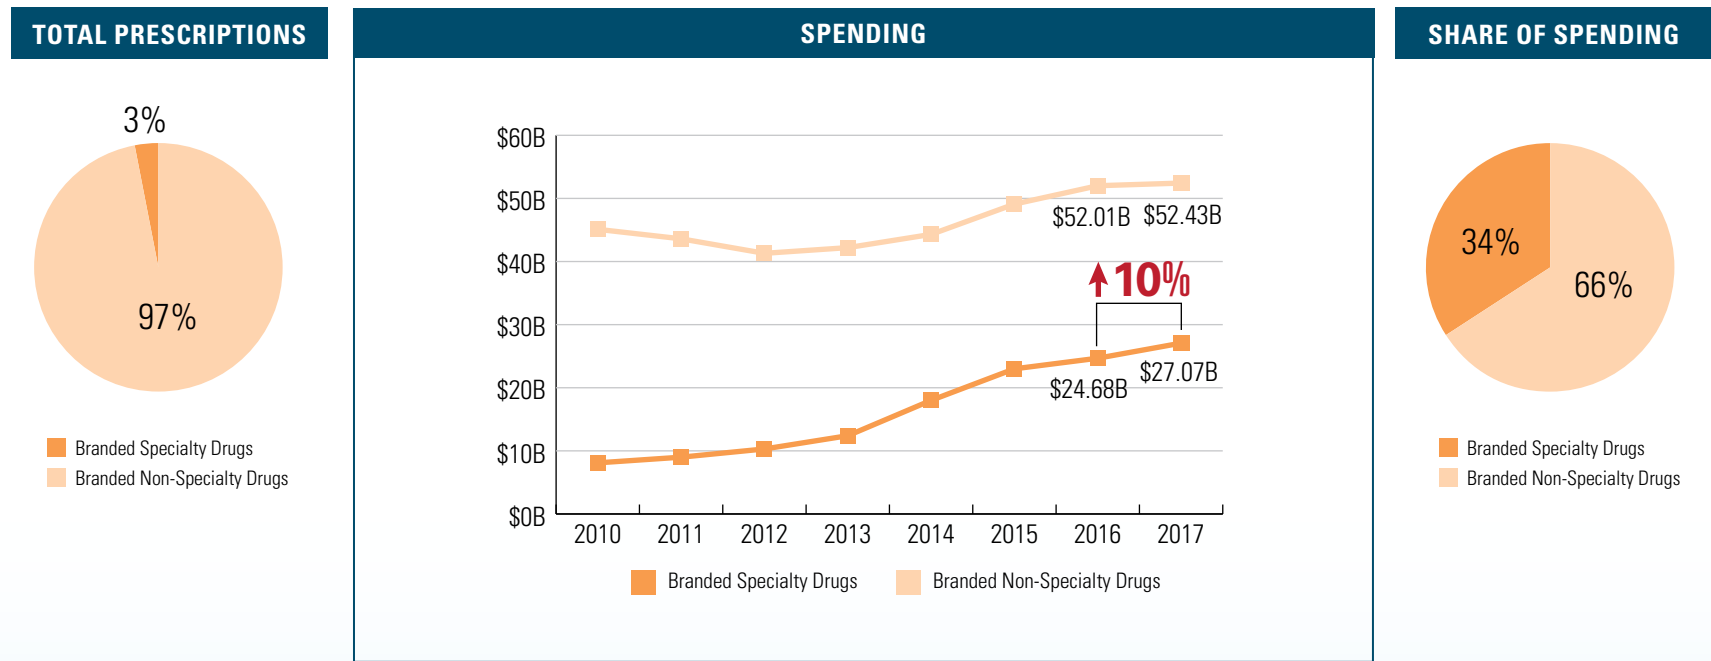 TOTAL PRESCRIPTIONS
3%
97%
Branded Specialty Drugs
Branded Non-Specialty Drugs
SPENDING
$60B
$50B
$40B
$30B
$20B
$10B
$0B
$52.01B $52.43B
10%
$24.68B $27.07B
2010 2011 2012 2013 2014 2015 2016 2017
Branded Specialty Drugs Branded Non-Specialty Drugs
SHARE OF SPENDING
34%
66%
Branded Specialty Drugs
Branded Non-Specialty Drugs